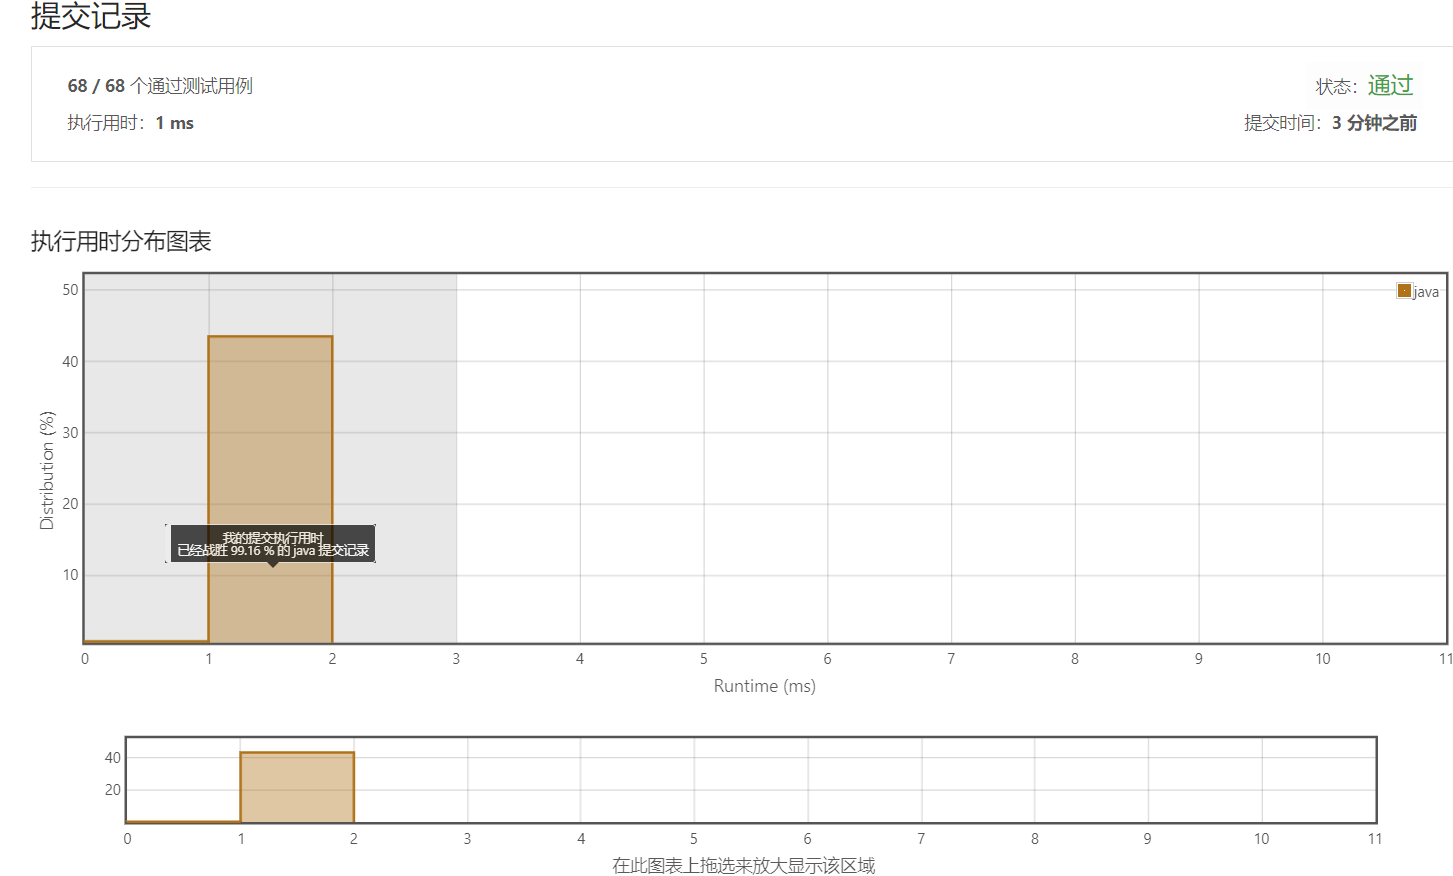 提交记录
68 / 68 个通过测试用例
状态：通过
执行用时：1 ms
提交时间：3 分钟之前
执行用时分布图表
50
40
30
20
10
Distribution (%)
java
我的提交执行用时
已经战胜 99.16 % 的 java 提交记录
0 1 2 3 4 5 6 7 8 9 10 11
Runtime (ms)
40
20
0 1 2 3 4 5 6 7 8 9 10 11
在此图表上拖选来放大显示该区域